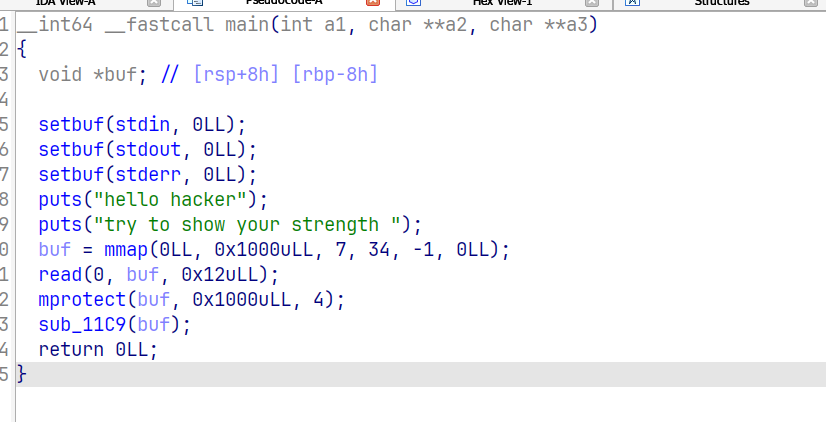 IDA View-A Pseudocode-A Hex View-1 Structures
1 __int64 __fastcall main(int a1, char **a2, char **a3)
2 {
3 void *buf; // [rsp+8h] [rbp-8h]
4
5 setbuf(stdin, 0LL);
6 setbuf(stdout, 0LL);
7 setbuf(stderr, 0LL);
8 puts("hello hacker");
9 puts("try to show your strength ");
0 buf = mmap(0LL, 0x1000uLL, 7, 34, -1, 0LL);
1 read(0, buf, 0x12uLL);
2 mprotect(buf, 0x1000uLL, 4);
3 sub_11C9(buf);
4 return 0LL;
5 }